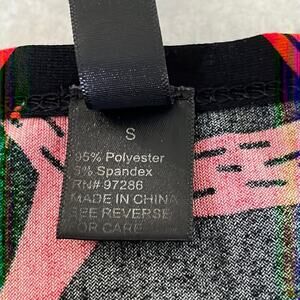 S
95% Polyester
5% Spandex
RN# 97286
MADE IN CHINA
SEE REVERSE
FOR CARE